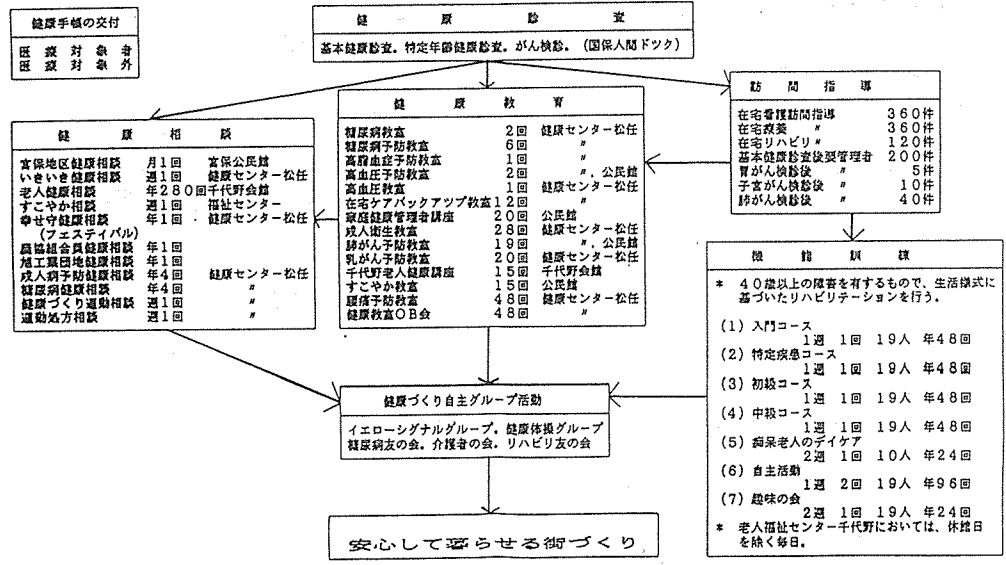 健康手帳の交付
医療対象者
医療対象外
健康診査
基本健康診査．特定年齢健康診査．がん検診．（国保人間ドック）
健康相談
宮保地区健康相談 月1回 宮保公民館
いきいき健康相談 週1回 健康センター松任
老人健康相談 年280回 千代野会館
すこやか相談 週1回 福祉センター
幸せ守健康相談 年1回 健康センター松任
（フェスティバル）
農協組合員健康相談 年1回
旭工業団地健康相談 年1回
成人病予防健康相談 年4回 健康センター松任
糖尿病健康相談 年4回 〃
健康づくり運動相談 週1回 〃
運動処方相談 週1回 〃
健康教育
糖尿病教室 2回 健康センター松任
糖尿病予防教室 6回 〃
高脂血症予防教室 1回 〃
高血圧予防教室 2回 〃．公民館
高血圧教室 1回 健康センター松任
在宅ケアバックアップ教室 12回 〃
家庭健康管理者講座 20回 公民館
成人衛生教室 28回 健康センター松任
肺がん予防教室 19回 〃．公民館
乳がん予防教室 20回 健康センター松任
千代野老人健康講座 15回 千代野会館
すこやか教室 15回 公民館
腰痛予防教室 48回 健康センター松任
健康教室OB会 48回 〃
訪問指導
在宅看護訪問指導 360件
在宅療養 〃 360件
在宅リハビリ 〃 120件
基本健康診査後要管理者 200件
胃がん検診後 〃 5件
子宮がん検診後 〃 10件
肺がん検診後 〃 40件
機能訓練
＊ 40歳以上の障害を有するもので、生活様式に
基づいたリハビリテーションを行う。
(1) 入門コース
1週 1回 19人 年48回
(2) 特定疾患コース
1週 1回 19人 年48回
(3) 初級コース
1週 1回 19人 年48回
(4) 中級コース
1週 1回 19人 年48回
(5) 痴呆老人のデイケア
2週 1回 10人 年24回
(6) 自主活動
1週 2回 19人 年96回
(7) 趣味の会
2週 1回 19人 年24回
＊ 老人福祉センター千代野においては、休館日
を除く毎日。
健康づくり自主グループ活動
イエローシグナルグループ．健康体操グループ
糖尿病友の会．介護者の会．リハビリ友の会
安心して暮らせる街づくり